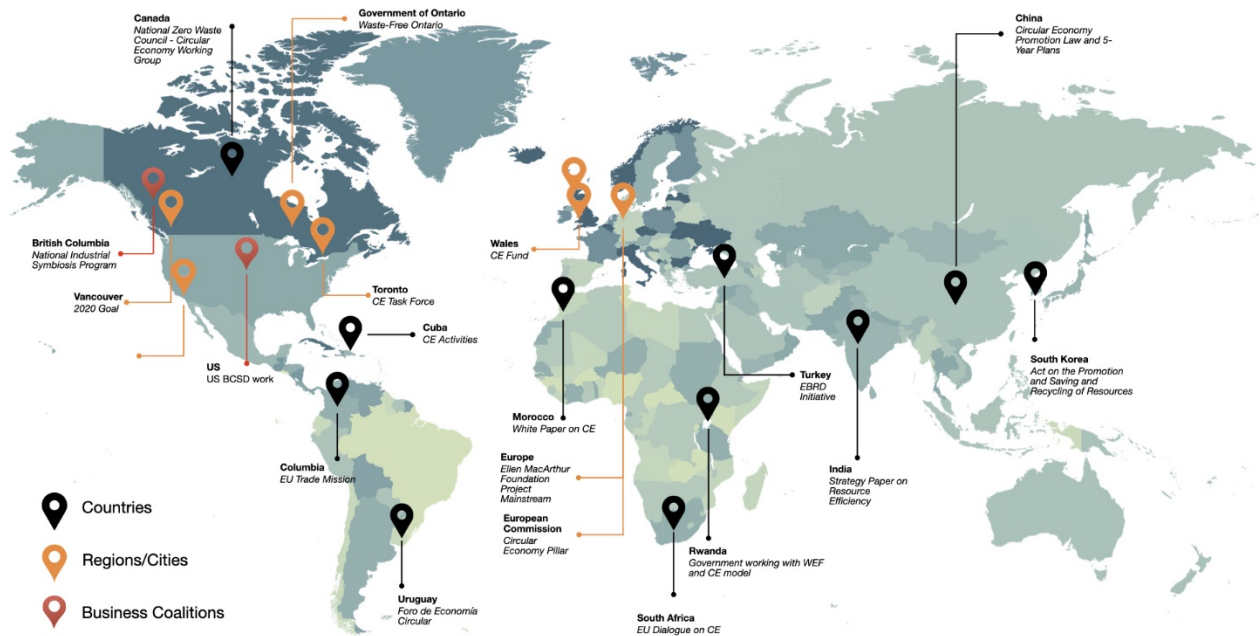 Canada
National Zero Waste
Council - Circular
Economy Working
Group
Government of Ontario
Waste-Free Ontario
China
Circular Economy
Promotion Law and 5-
Year Plans
British Columbia
National Industrial
Symbiosis Program
Vancouver
2020 Goal
Toronto
CE Task Force
Cuba
CE Activities
US
US BCSD work
Wales
CE Fund
South Korea
Act on the Promotion
and Saving and
Recycling of Resources
Turkey
EBRD
Initiative
Morocco
White Paper on CE
Columbia
EU Trade Mission
Europe
Ellen MacArthur
Foundation
Project
Mainstream
India
Strategy Paper on
Resource
Efficiency
European
Commission
Circular
Economy Pillar
Rwanda
Government working with WEF
and CE model
Uruguay
Foro de Economía
Circular
South Africa
EU Dialogue on CE
Countries
Regions/Cities
Business Coalitions